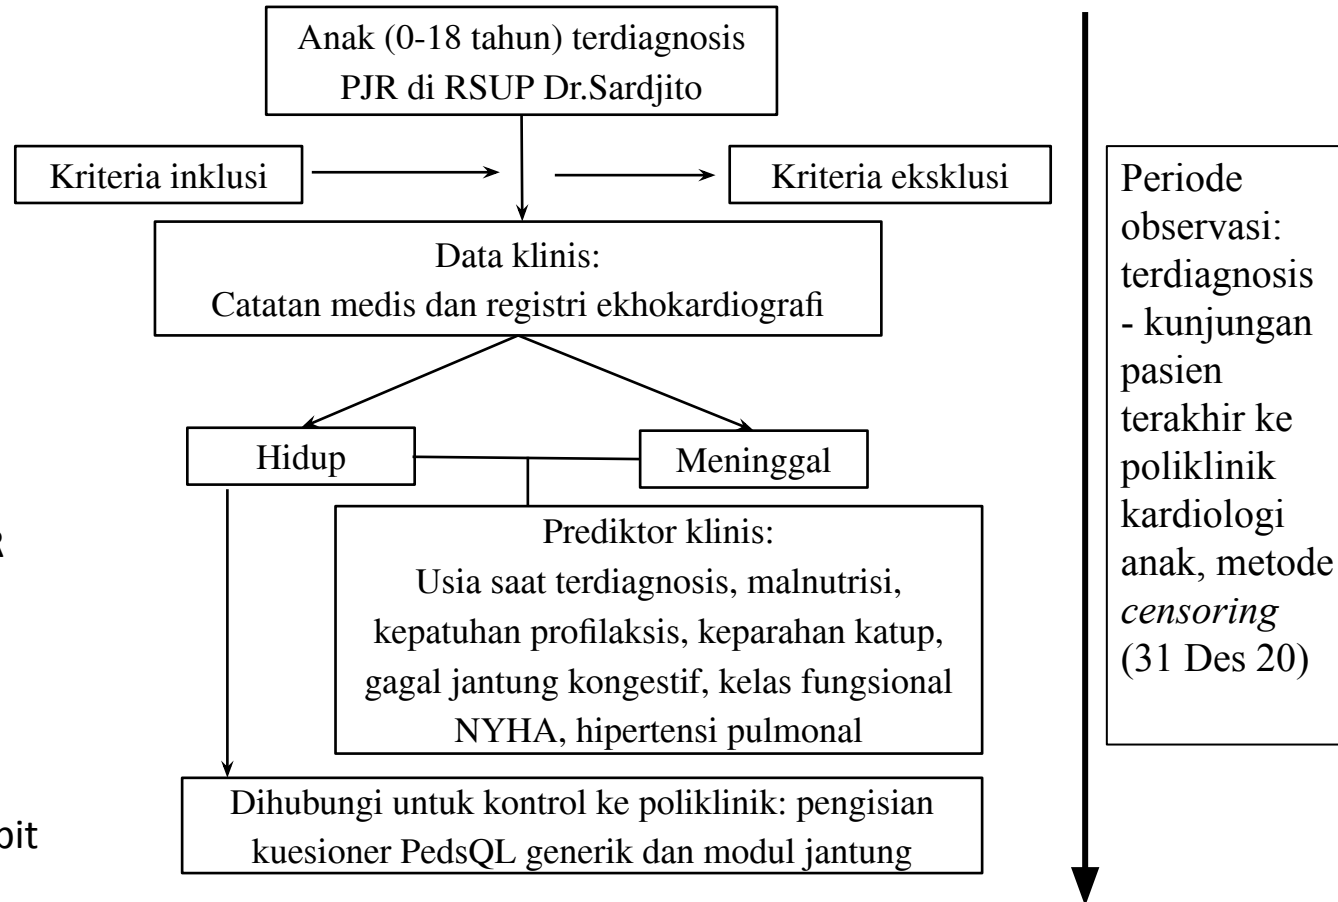 Anak (0-18 tahun) terdiagnosis
PJR di RSUP Dr.Sardjito
Kriteria inklusi
Kriteria eksklusi
Data klinis:
Catatan medis dan registri ekhokardiografi
Hidup
Meninggal
Prediktor klinis:
Usia saat terdiagnosis, malnutrisi,
kepatuhan profilaksis, keparahan katup,
gagal jantung kongestif, kelas fungsional
NYHA, hipertensi pulmonal
Dihubungi untuk kontrol ke poliklinik: pengisian
kuesioner PedsQL generik dan modul jantung
Periode
observasi:
terdiagnosis
- kunjungan
pasien
terakhir ke
poliklinik
kardiologi
anak, metode
censoring
(31 Des 20)